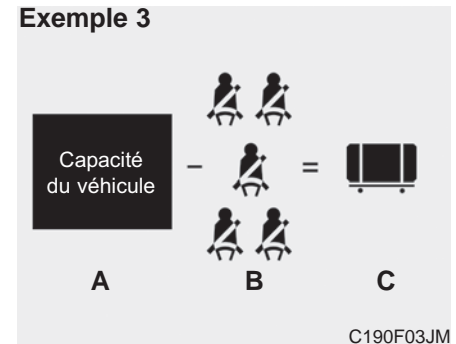 Exemple 3
Capacité
du véhicule
- =
A B C
C190F03JM